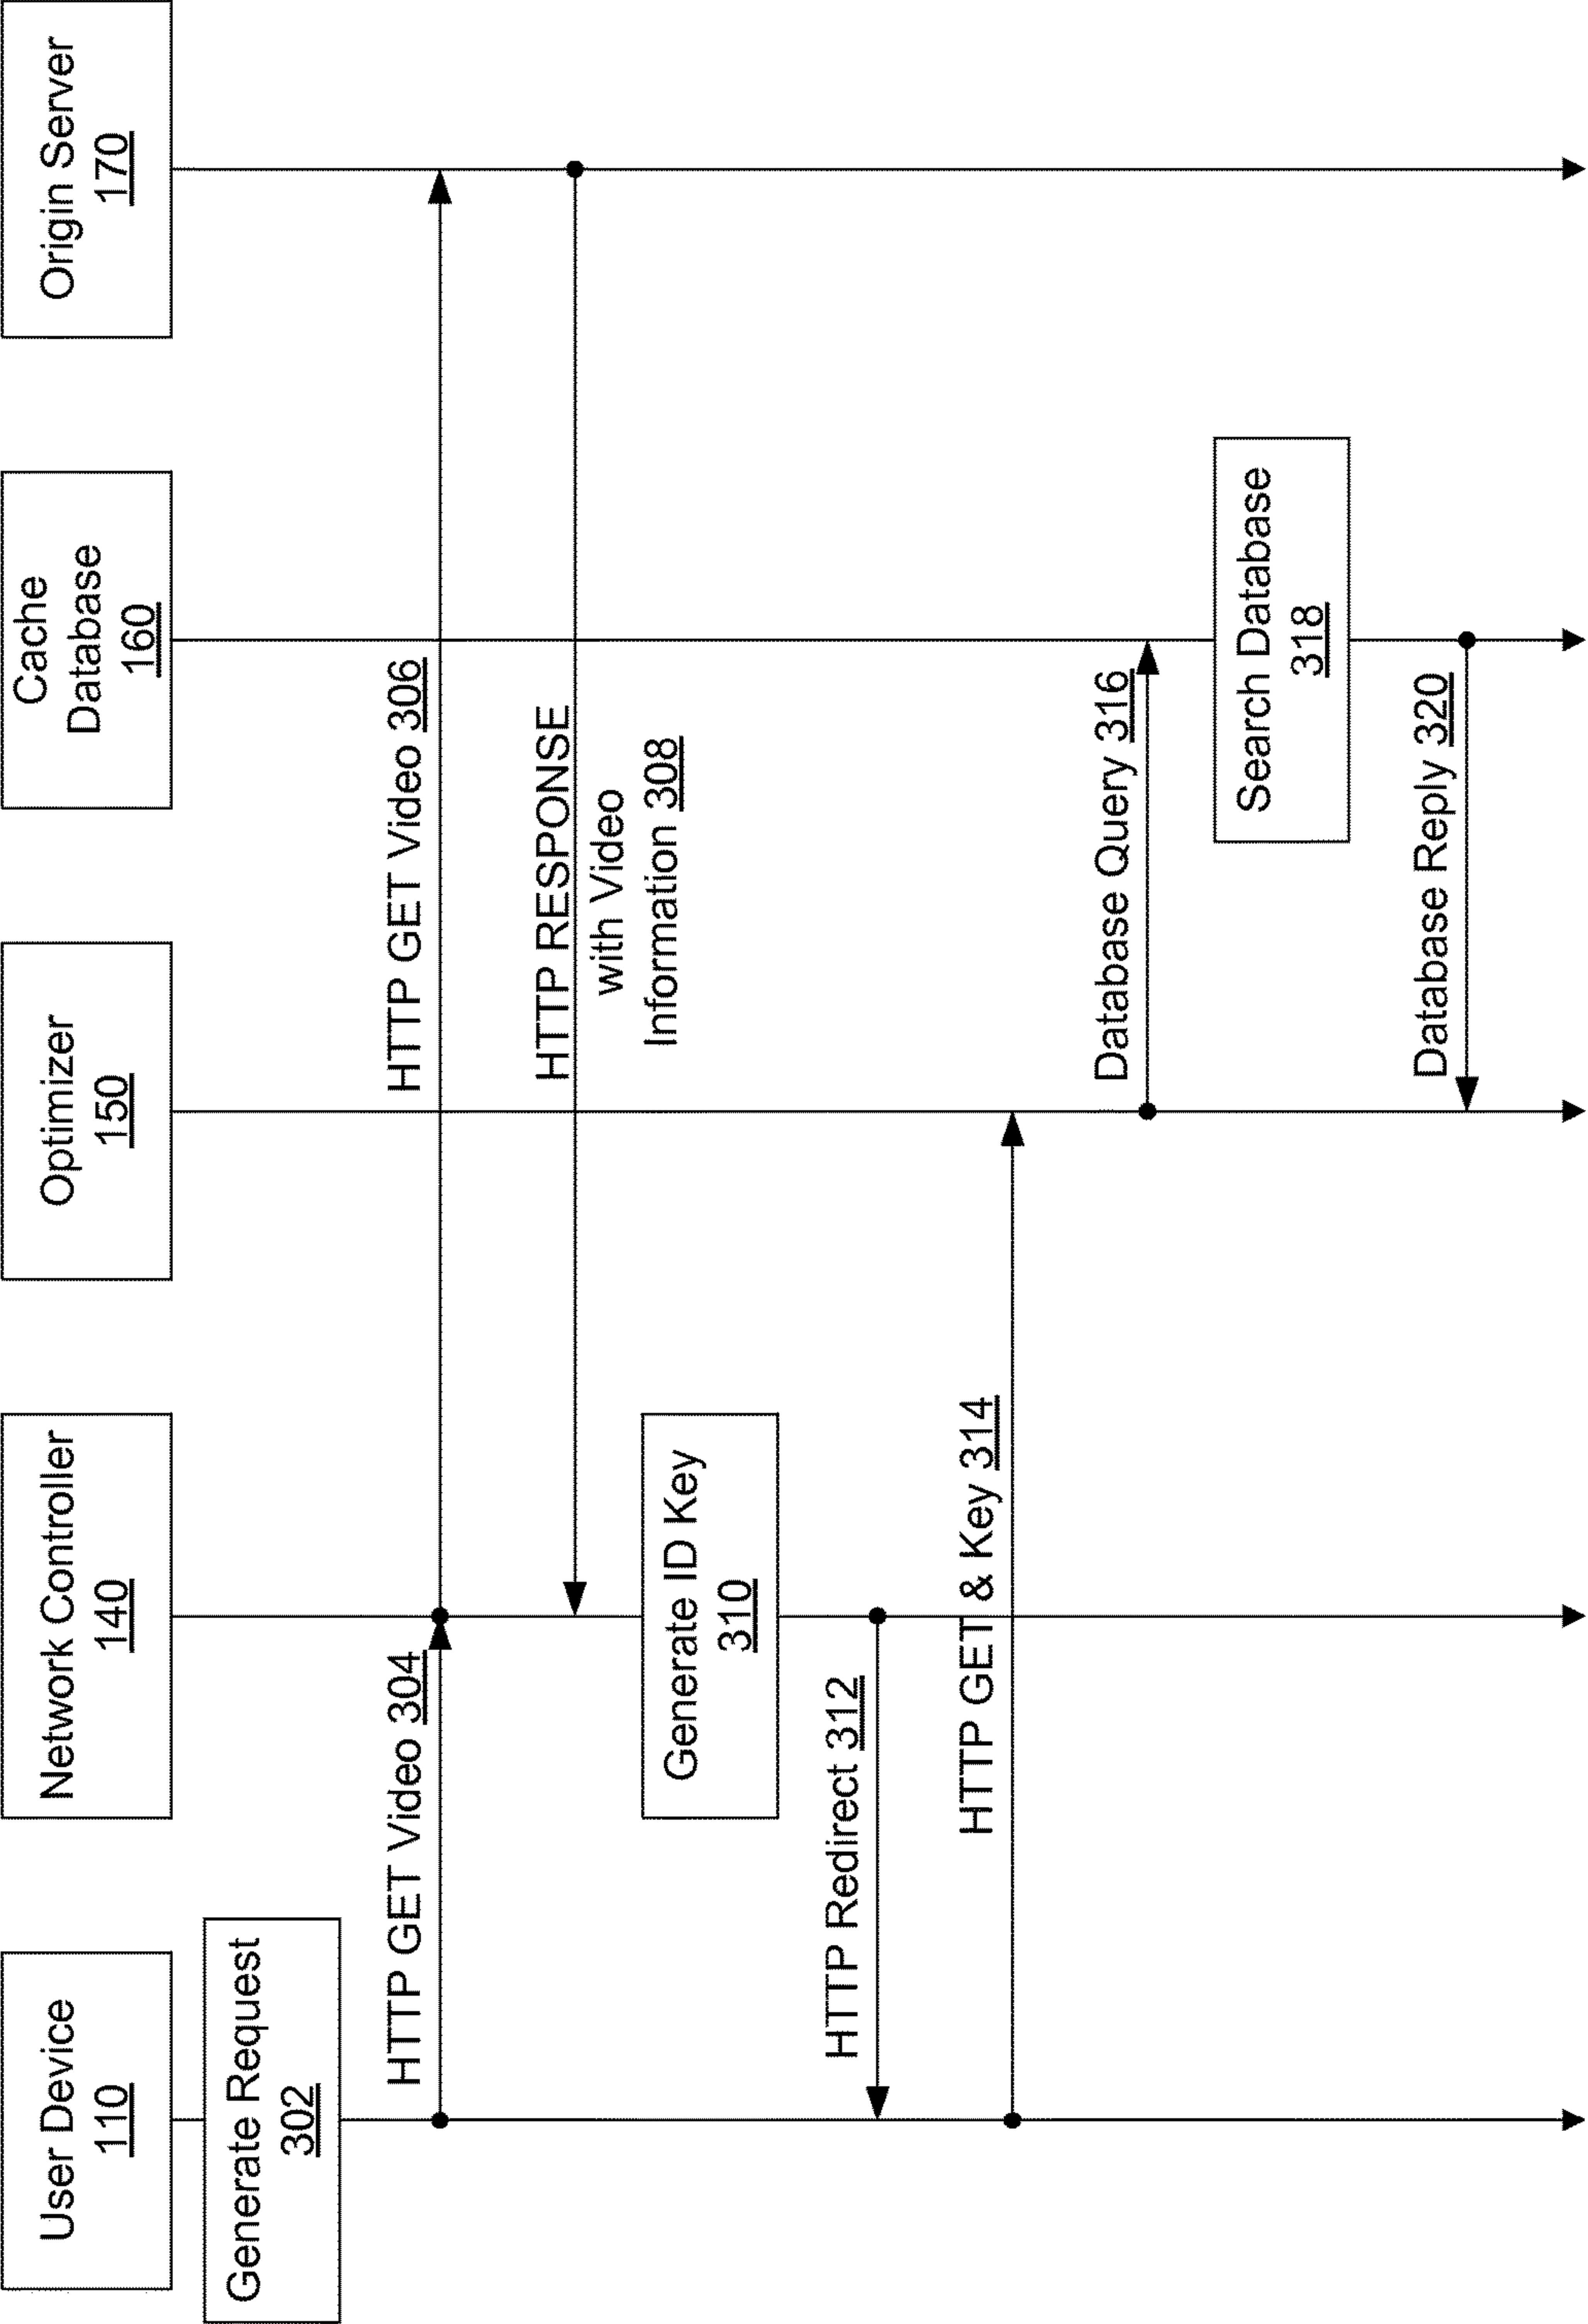 User Device
110
Network Controller
140
Optimizer
150
Cache
Database
160
Origin Server
170
Generate Request
302
HTTP GET Video 304
HTTP GET Video 306
HTTP RESPONSE
with Video
Information 308
Generate ID Key
310
HTTP Redirect 312
HTTP GET & Key 314
Database Query 316
Search Database
318
Database Reply 320